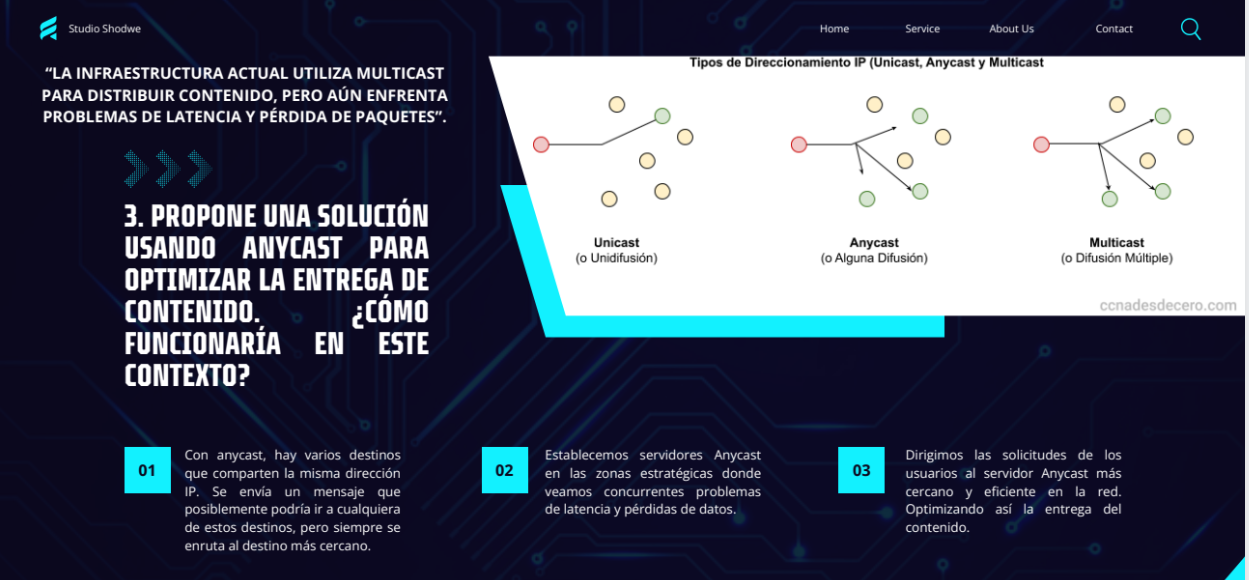 Studio Shodwe
Home
Service
About Us
Contact
“LA INFRAESTRUCTURA ACTUAL UTILIZA MULTICAST
PARA DISTRIBUIR CONTENIDO, PERO AÚN ENFRENTA
PROBLEMAS DE LATENCIA Y PÉRDIDA DE PAQUETES”.
3. PROPONE UNA SOLUCIÓN
USANDO ANYCAST PARA
OPTIMIZAR LA ENTREGA DE
CONTENIDO. ¿CÓMO
FUNCIONARÍA EN ESTE
CONTEXTO?
Tipos de Direccionamiento IP (Unicast, Anycast y Multicast
Unicast
(o Unidifusión)
Anycast
(o Alguna Difusión)
Multicast
(o Difusión Múltiple)
ccnadesdecero.com
01
Con anycast, hay varios destinos
que comparten la misma dirección
IP. Se envía un mensaje que
posiblemente podría ir a cualquiera
de estos destinos, pero siempre se
enruta al destino más cercano.
02
Establecemos servidores Anycast
en las zonas estratégicas donde
veamos concurrentes problemas
de latencia y pérdidas de datos.
03
Dirigimos las solicitudes de los
usuarios al servidor Anycast más
cercano y eficiente en la red.
Optimizando así la entrega del
contenido.